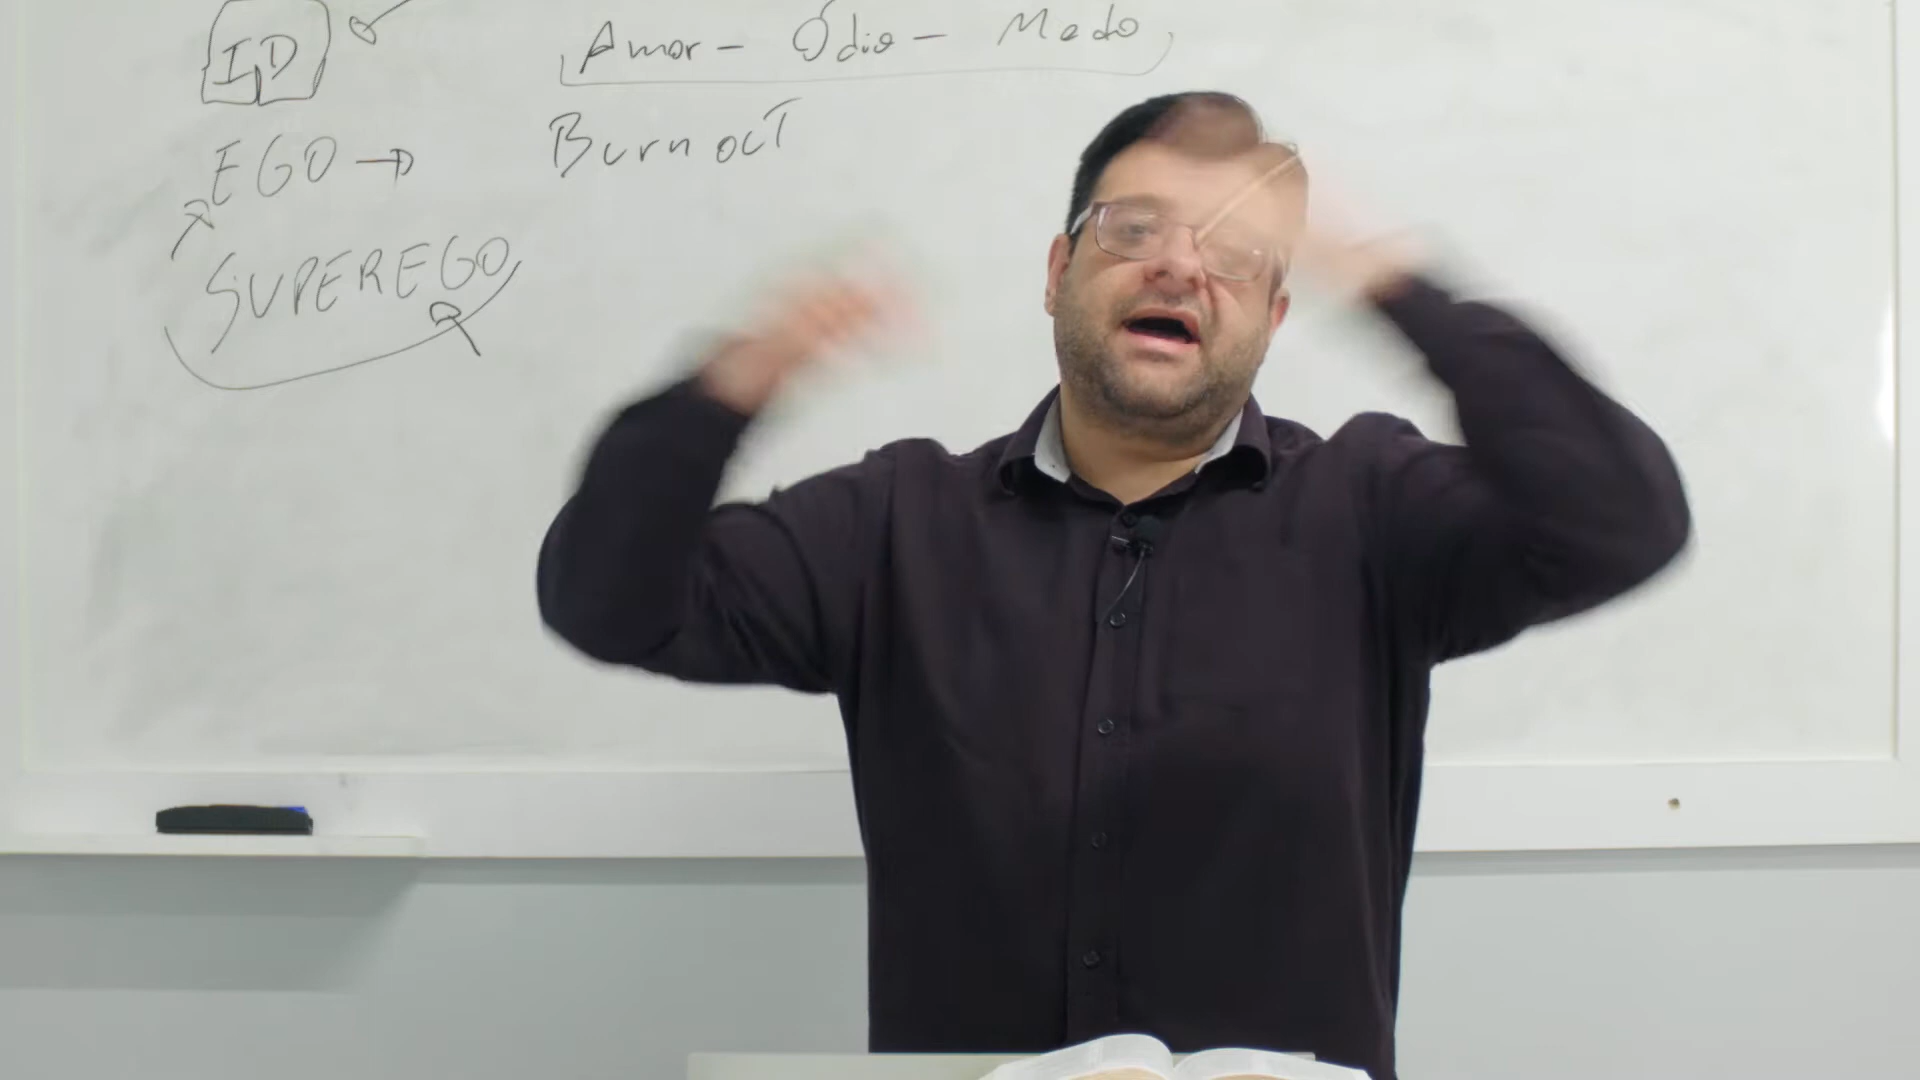 ID
Amor - Ódio - Medo
EGO →
Burnout
SUPEREGO